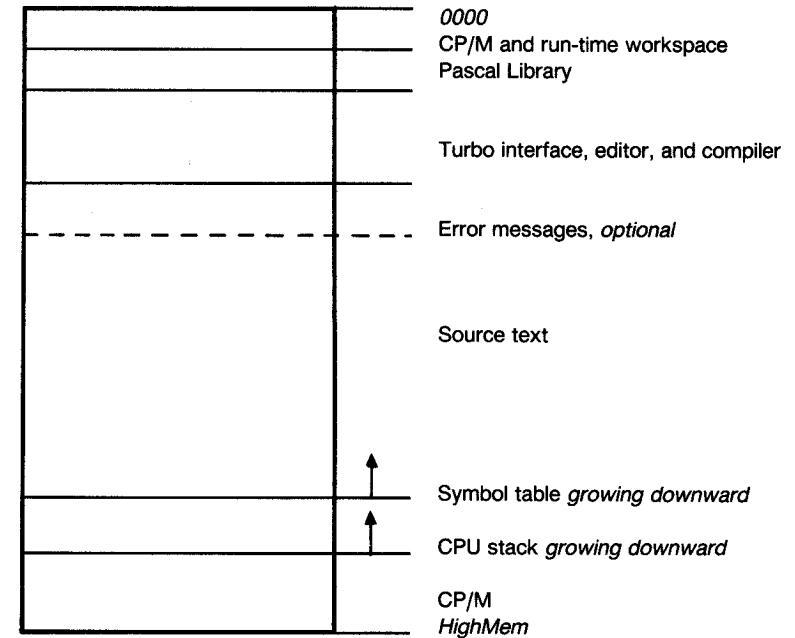 0000
CP/M and run-time workspace
Pascal Library
Turbo interface, editor, and compiler
Error messages, optional
Source text
Symbol table growing downward
CPU stack growing downward
CP/M
HighMem